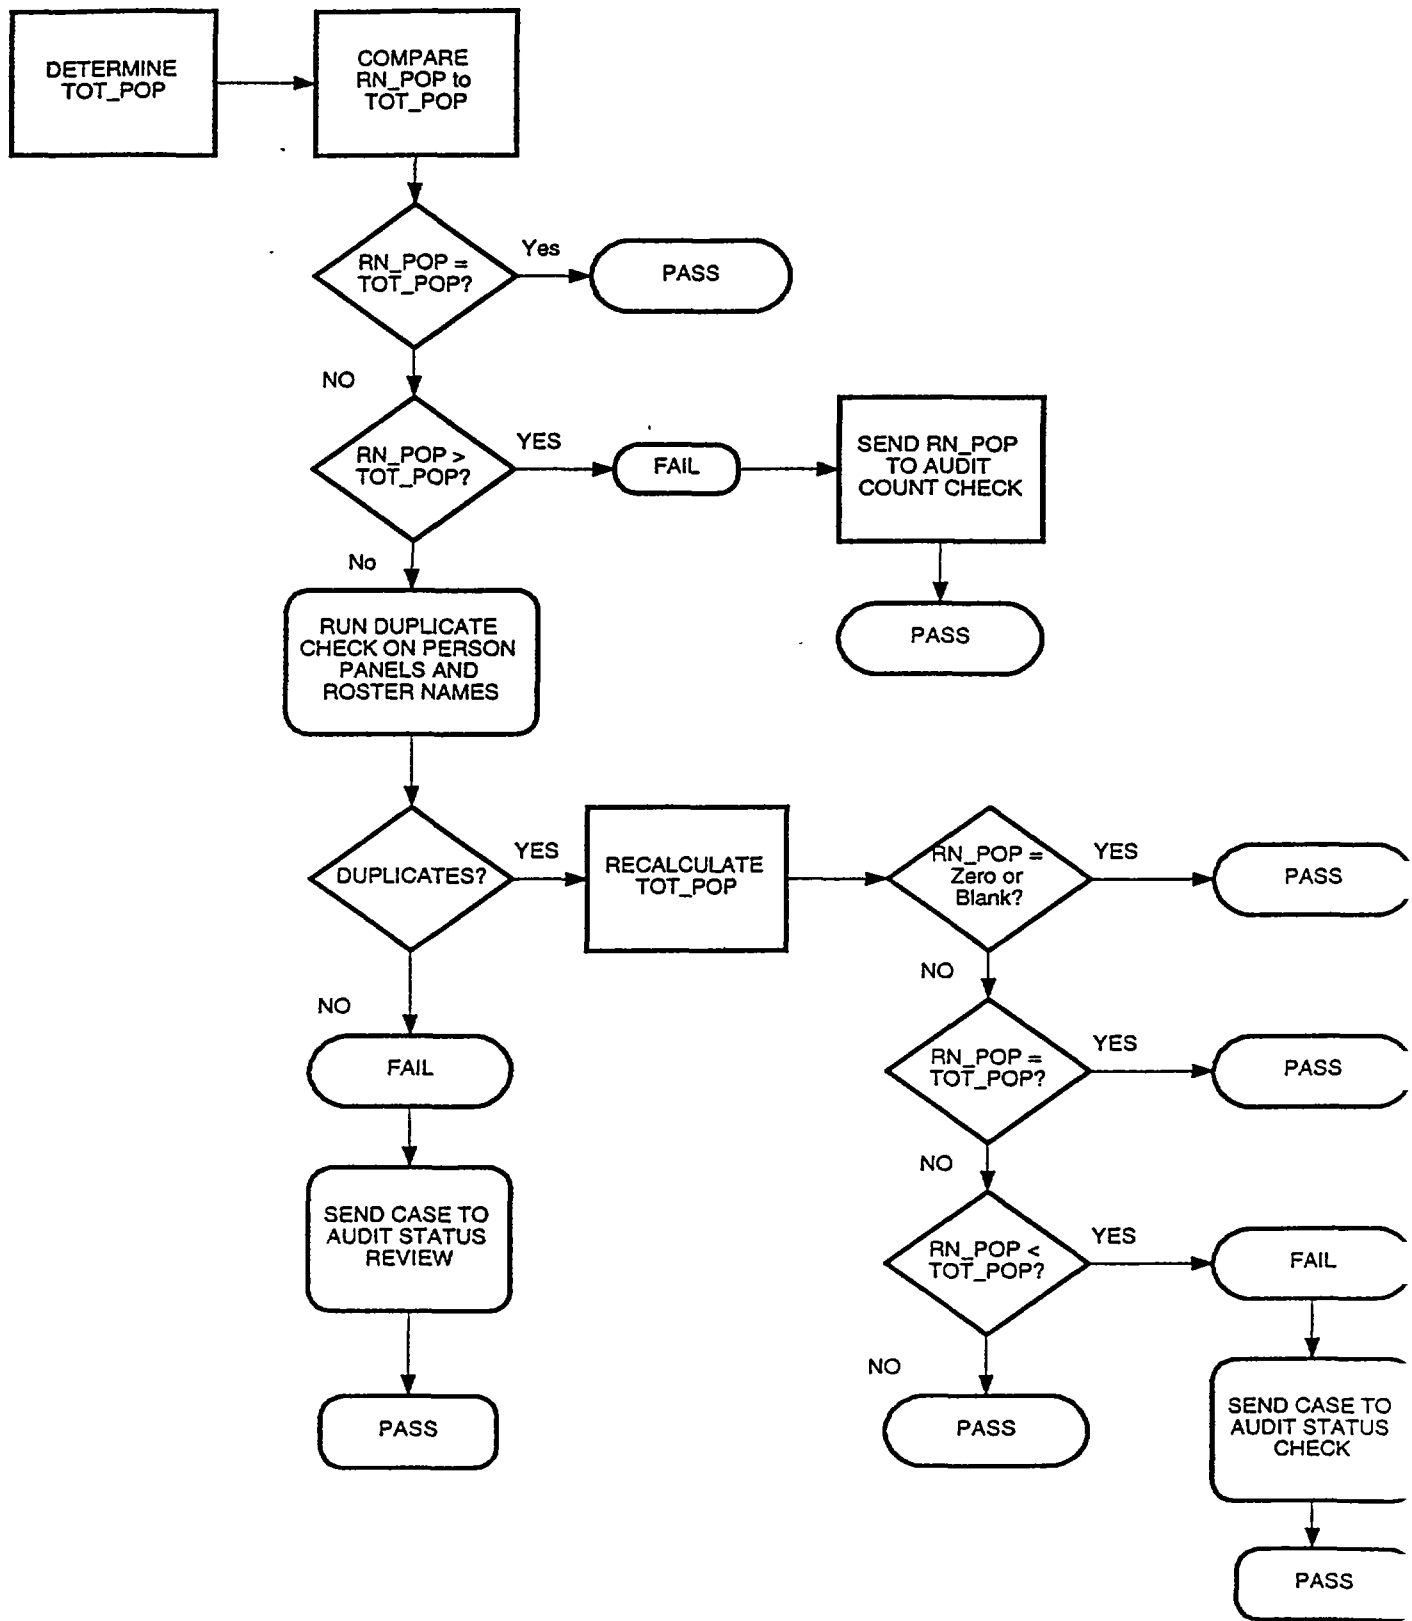 DETERMINE
TOT_POP
COMPARE
RN_POP to
TOT_POP
RN_POP =
TOT_POP?
Yes
PASS
NO
RN_POP >
TOT_POP?
YES
FAIL
SEND RN_POP
TO AUDIT
COUNT CHECK
PASS
No
RUN DUPLICATE
CHECK ON PERSON
PANELS AND
ROSTER NAMES
DUPLICATES?
YES
RECALCULATE
TOT_POP
RN_POP =
Zero or
Blank?
YES
PASS
NO
RN_POP =
TOT_POP?
YES
PASS
NO
RN_POP <
TOT_POP?
YES
FAIL
SEND CASE TO
AUDIT STATUS
CHECK
PASS
NO
PASS
NO
FAIL
SEND CASE TO
AUDIT STATUS
REVIEW
PASS